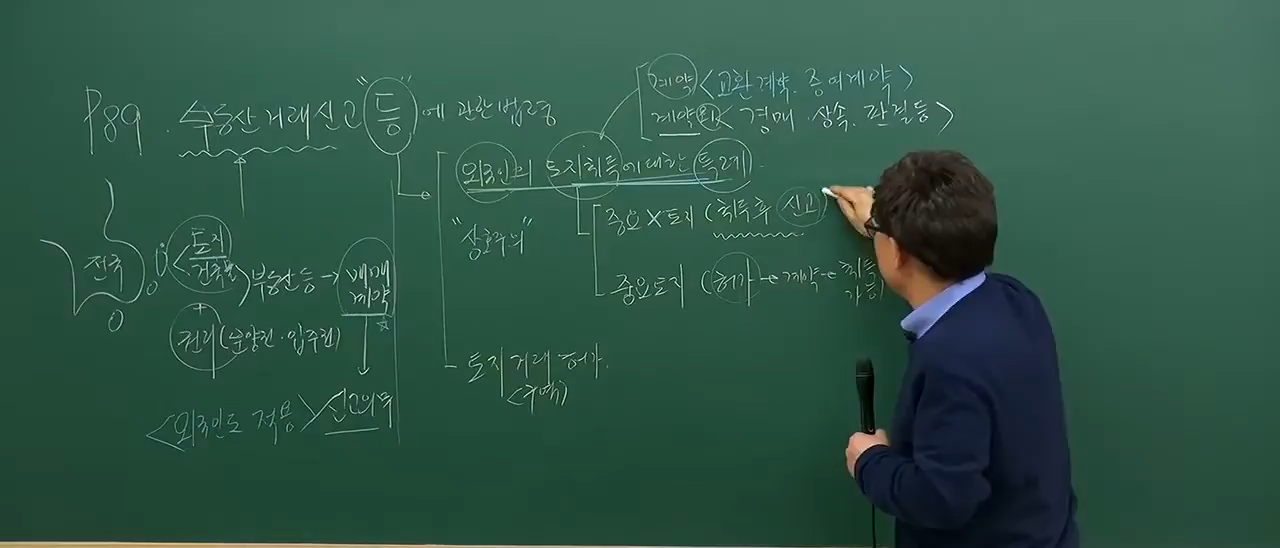 P89. 부동산 거래신고 "등"에 관한 법령
계약 <교환계약. 증여계약>
계약외 <경매. 상속. 판결등>
외국인의 토지취득에 대한 특례.
"상호주의"
중요X토지 (취득후 신고)
중요토지 (허가→계약→취득
가능)
전국
<토지
건축물> 부동산등 → 매매
계약
+
권리 (분양권·입주권)
<외국인도 적용> 신고의무
토지거래허가.
<구역>